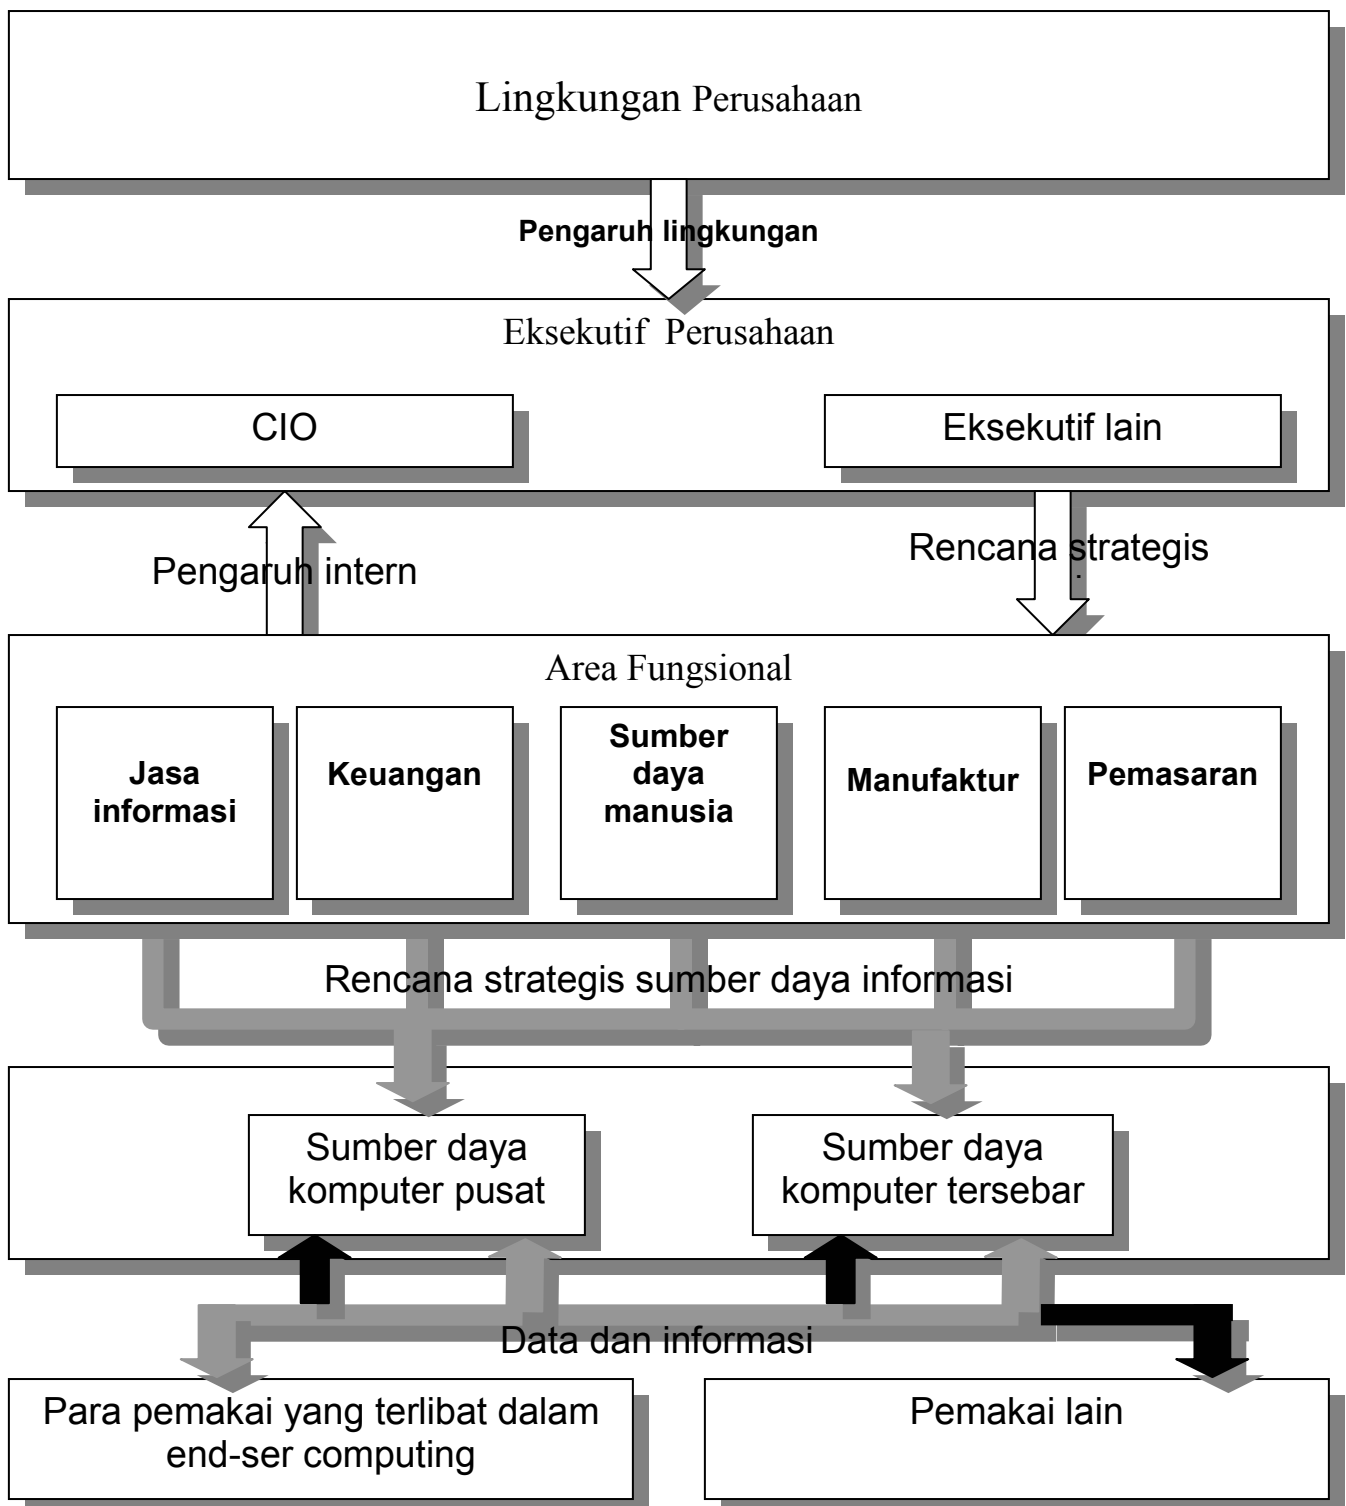 Lingkungan Perusahaan
Pengaruh lingkungan
Eksekutif Perusahaan
CIO
Eksekutif lain
Pengaruh intern
Rencana strategis
.
Area Fungsional
Jasa
informasi
Keuangan
Sumber
daya
manusia
Manufaktur
Pemasaran
Rencana strategis sumber daya informasi
Sumber daya
komputer pusat
Sumber daya
komputer tersebar
Data dan informasi
Para pemakai yang terlibat dalam
end-ser computing
Pemakai lain